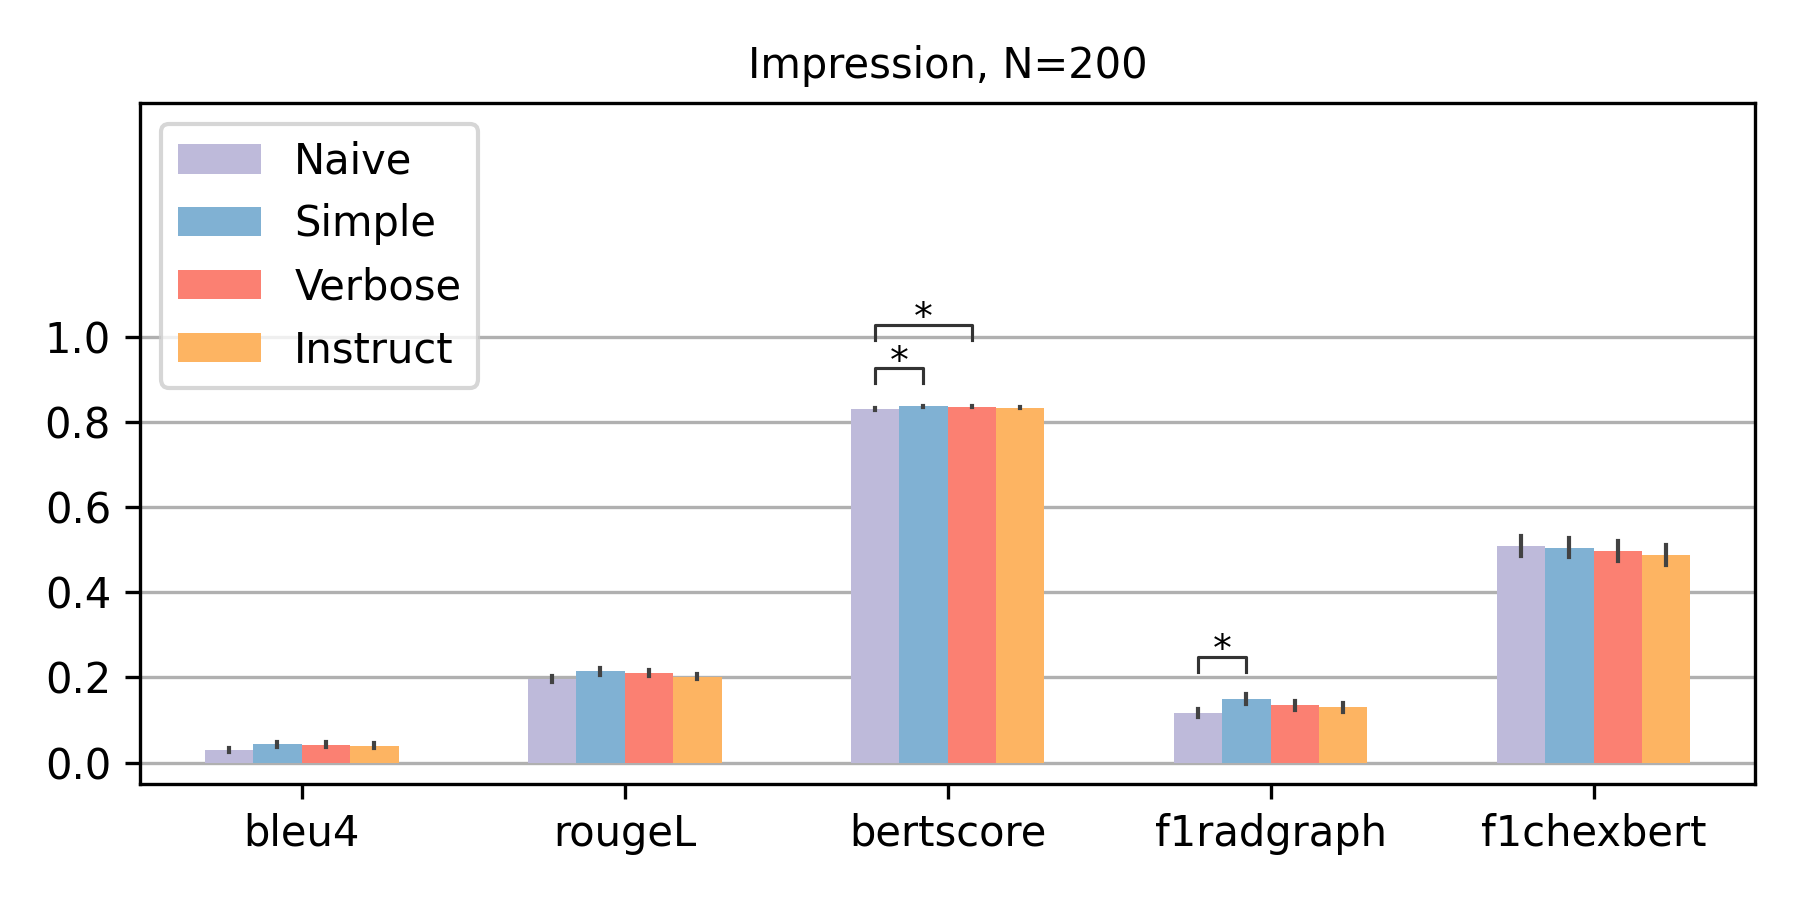 Impression, N=200
Naive
Simple
Verbose
Instruct
*
*
*
1.0
0.8
0.6
0.4
0.2
0.0
bleu4 rougeL bertscore f1radgraph f1chexbert